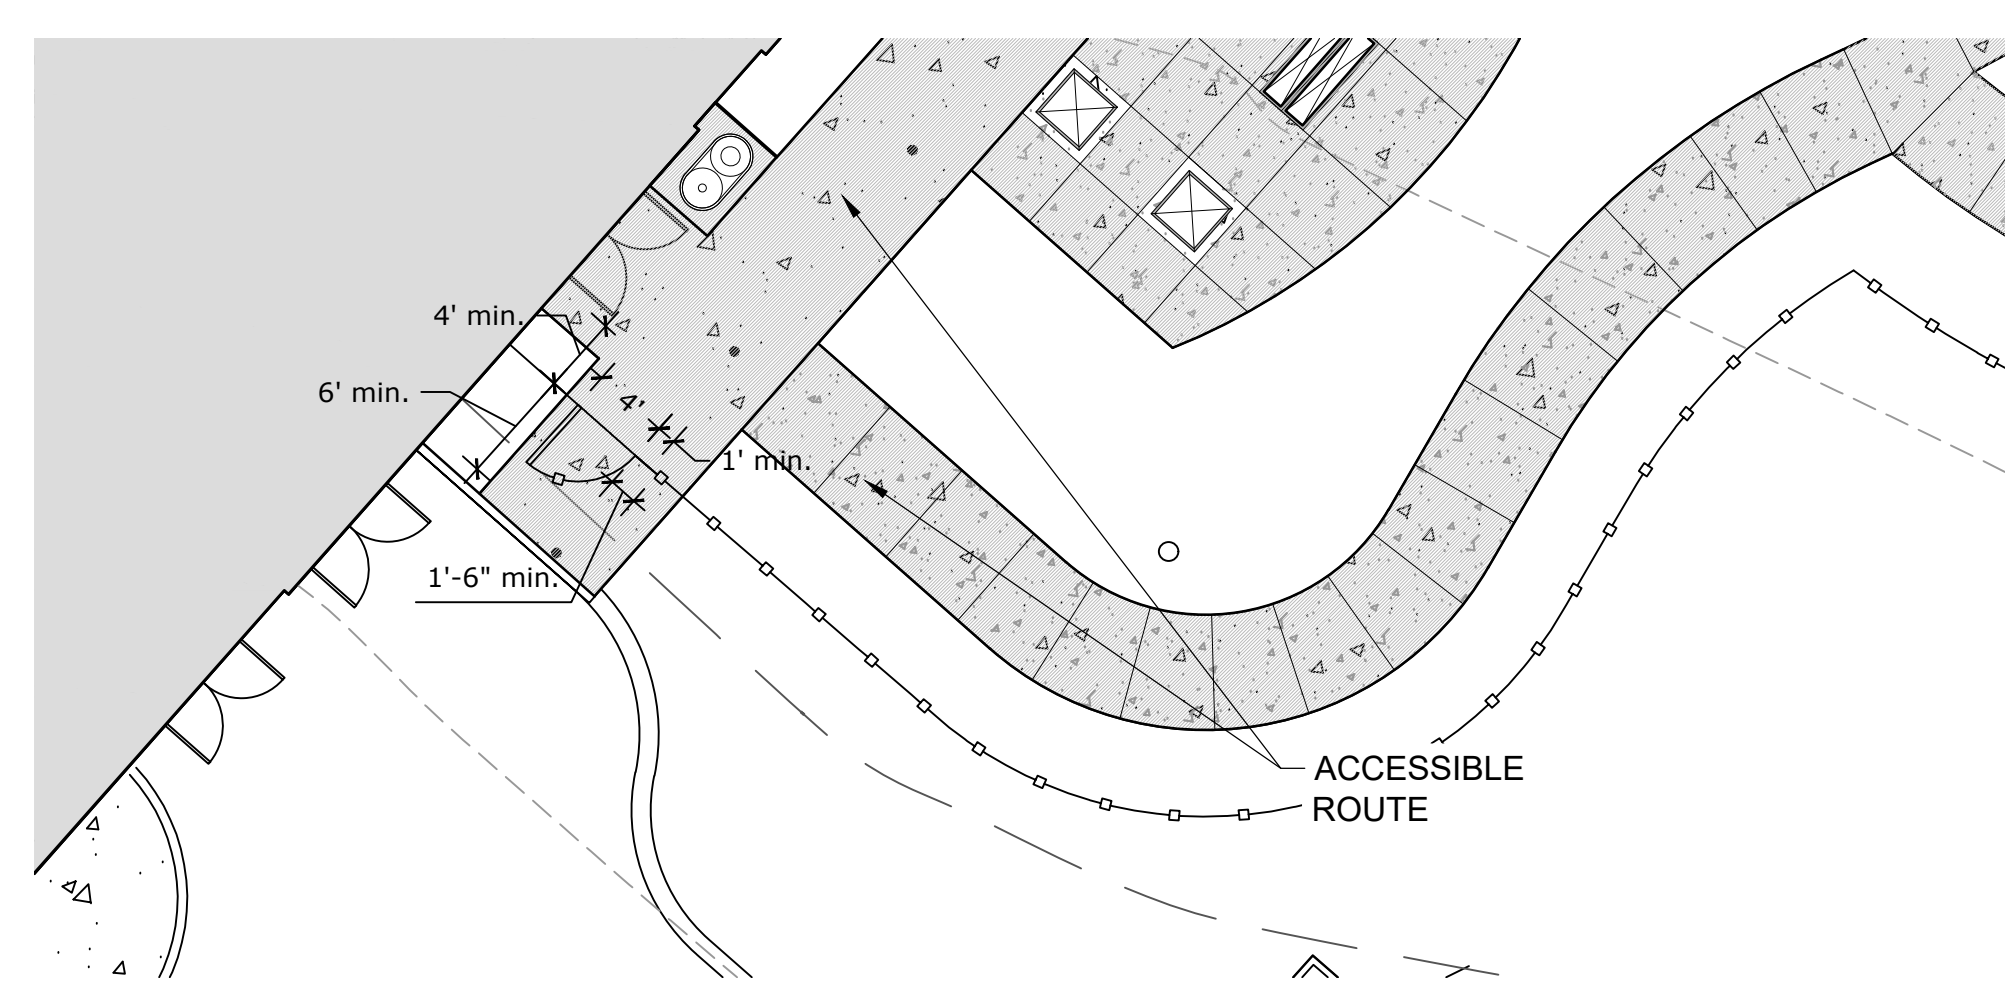 4' min.
6' min.
4'
1' min.
1'-6" min.
ACCESSIBLE
ROUTE